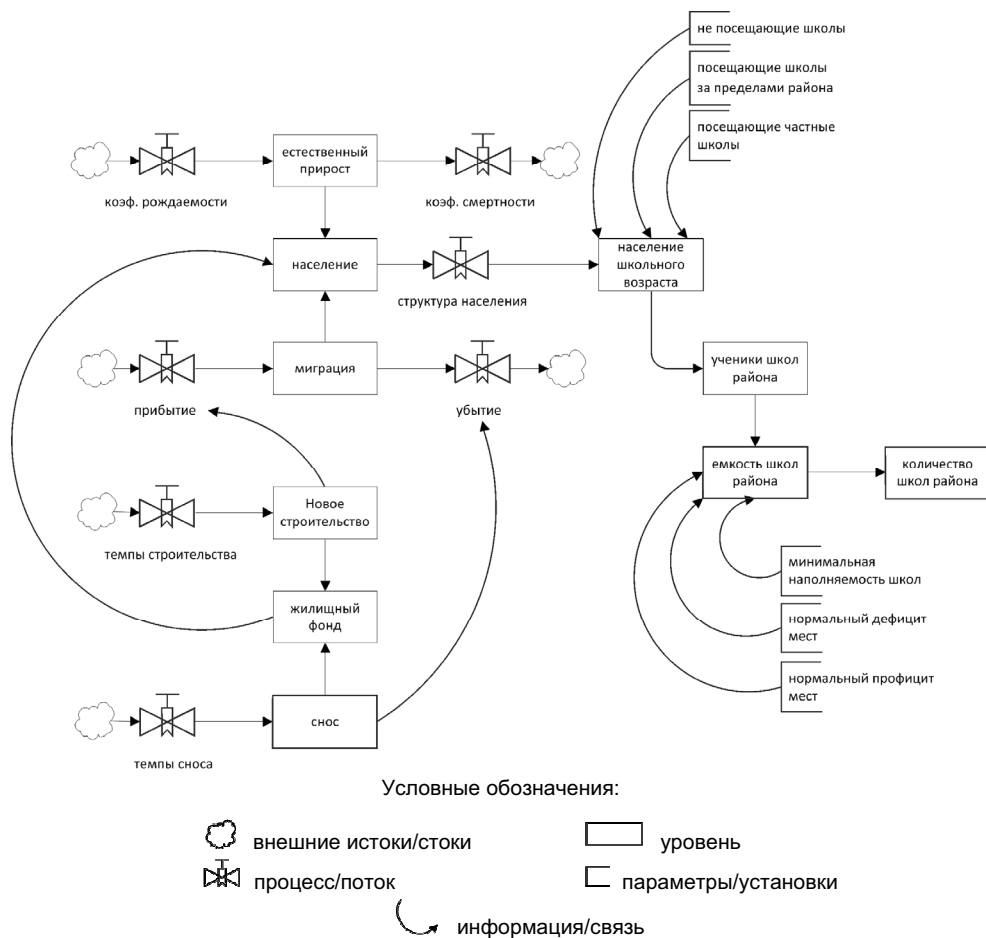 не посещающие школы
посещающие школы
за пределами района
посещающие частные
школы
естественный
прирост
коэф. рождаемости
коэф. смертности
население
структура населения
население
школьного
возраста
миграция
прибытие
убытие
ученики школ
района
емкость школ
района
количество
школ района
Новое
строительство
темпы строительства
минимальная
наполняемость школ
жилищный
фонд
нормальный дефицит
мест
нормальный профицит
мест
снос
темпы сноса
Условные обозначения:
внешние истоки/стоки
уровень
процесс/поток
параметры/установки
информация/связь